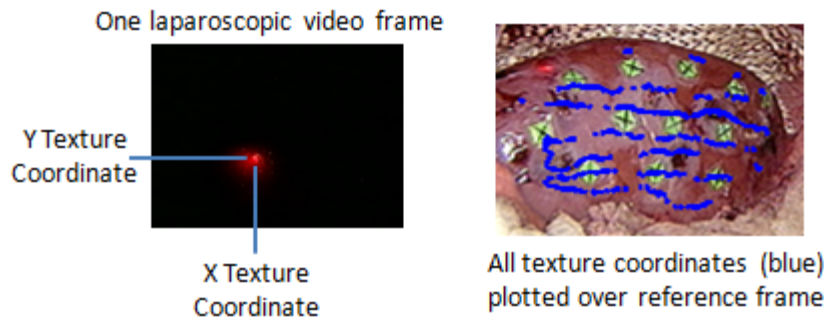 One laparoscopic video frame
Y Texture
Coordinate
X Texture
Coordinate
All texture coordinates (blue)
plotted over reference frame